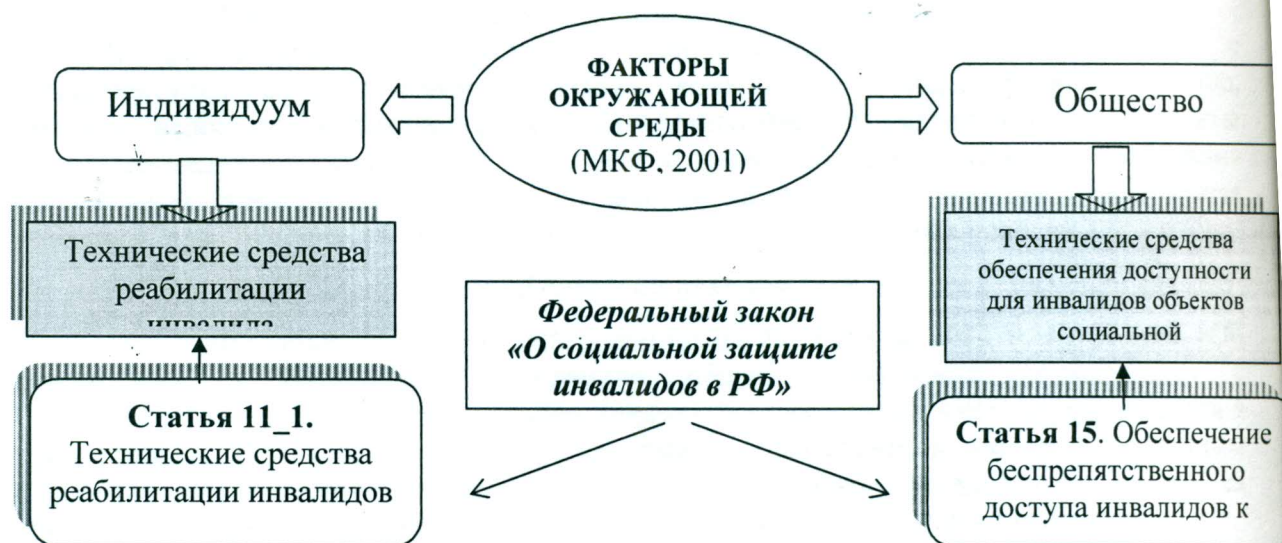 ФАКТОРЫ
ОКРУЖАЮЩЕЙ
СРЕДЫ
(МКФ, 2001)
Индивидуум
Общество
Технические средства
реабилитации
инвалида
Технические средства
обеспечения доступности
для инвалидов объектов
социальной
Федеральный закон
«О социальной защите
инвалидов в РФ»
Статья 11_1.
Технические средства
реабилитации инвалидов
Статья 15. Обеспечение
беспрепятственного
доступа инвалидов к